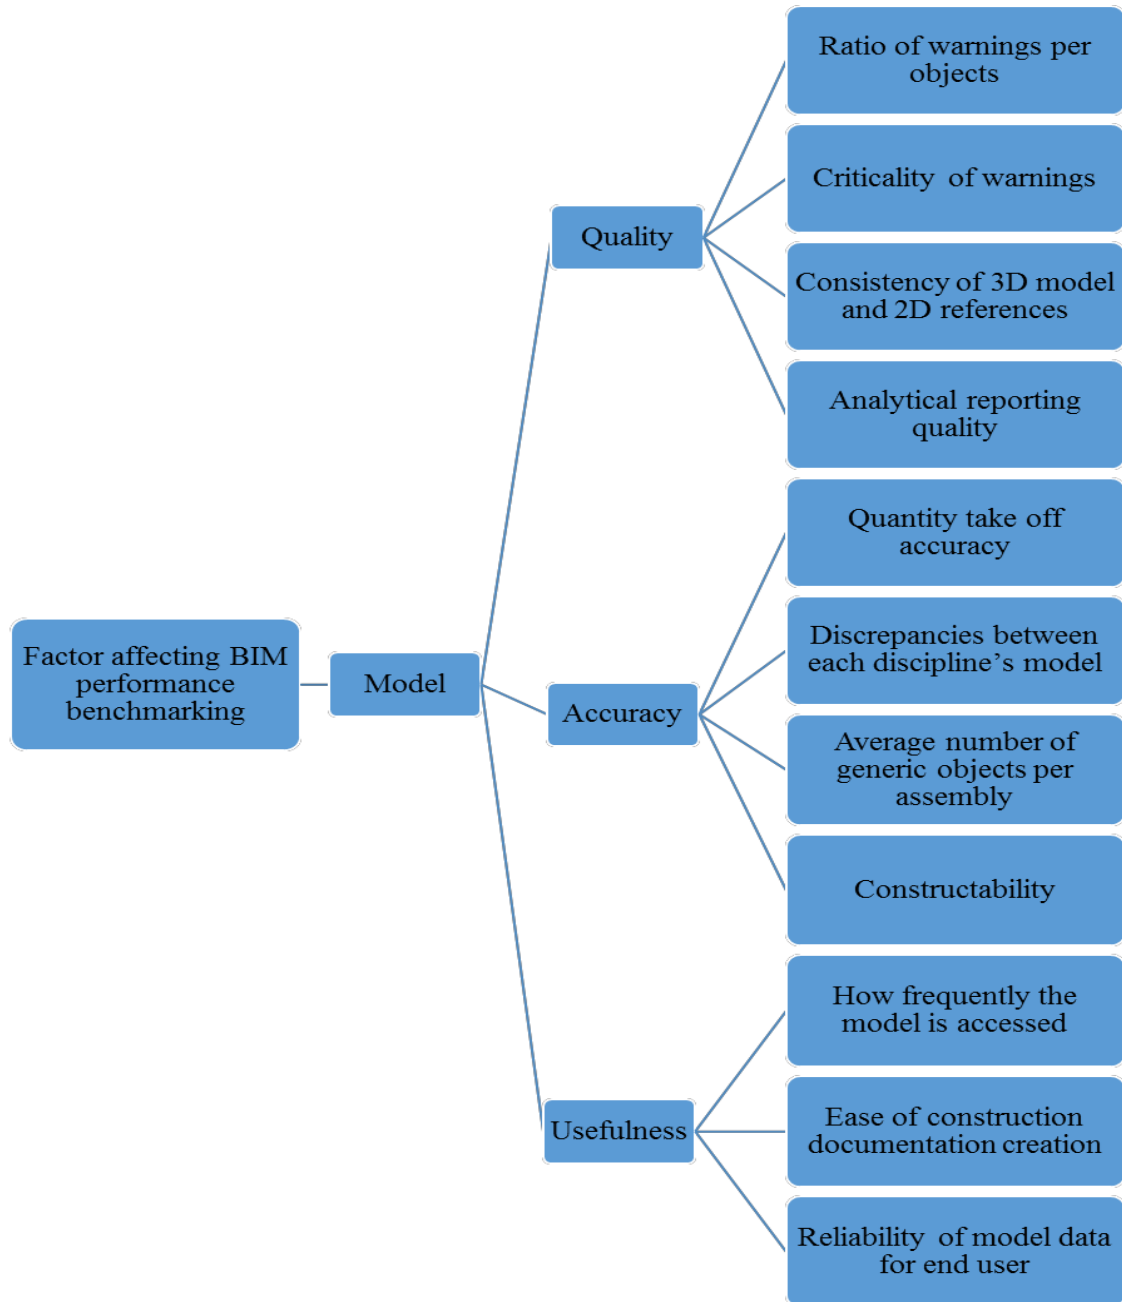 Factor affecting BIM
performance
benchmarking
Model
Quality
Ratio of warnings per
objects
Criticality of warnings
Consistency of 3D model
and 2D references
Analytical reporting
quality
Accuracy
Quantity take off
accuracy
Discrepancies between
each discipline’s model
Average number of
generic objects per
assembly
Constructability
Usefulness
How frequently the
model is accessed
Ease of construction
documentation creation
Reliability of model data
for end user